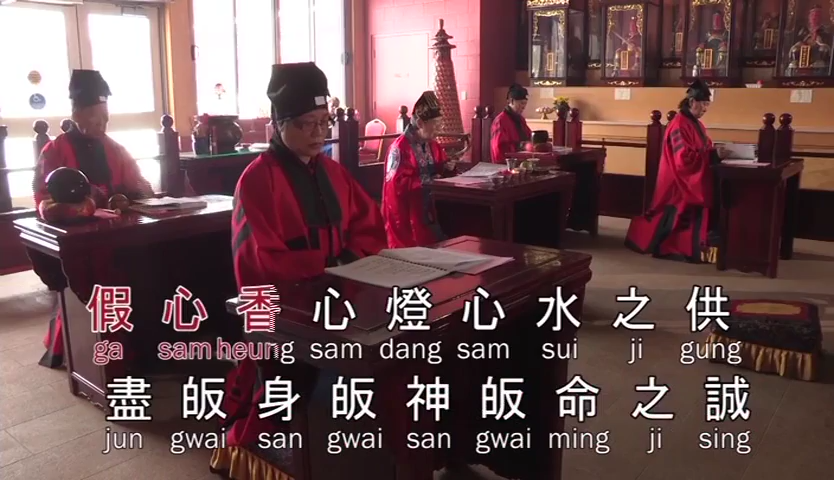 假心香心燈心水之供
ga sam heung sam dang sam sui ji gung
盡皈身皈神皈命之誠
jun gwai san gwai san gwai ming ji sing